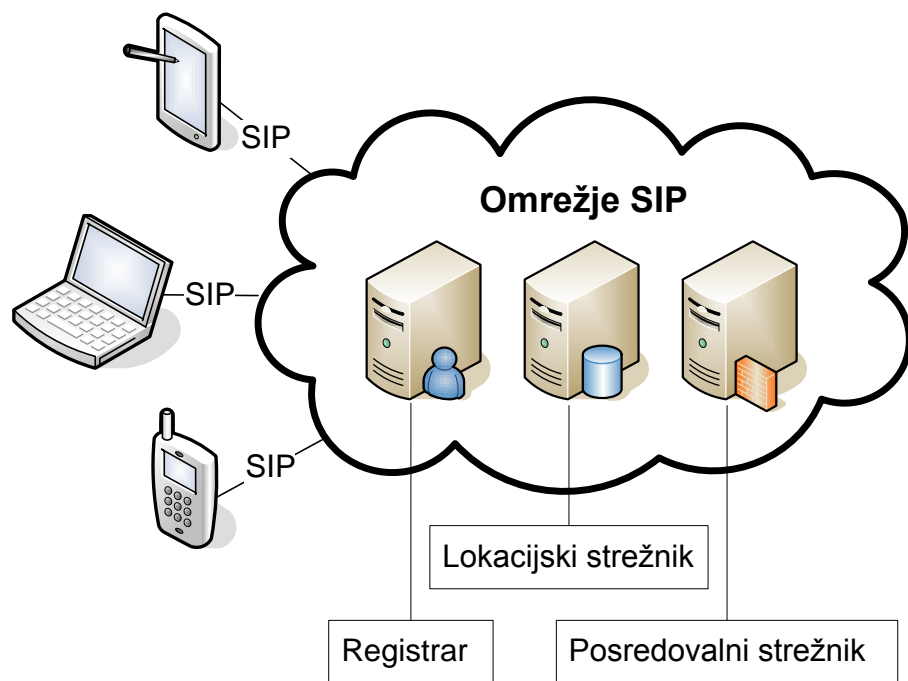 SIP
Omrežje SIP
SIP
SIP
Lokacijski strežnik
Registrar
Posredovalni strežnik